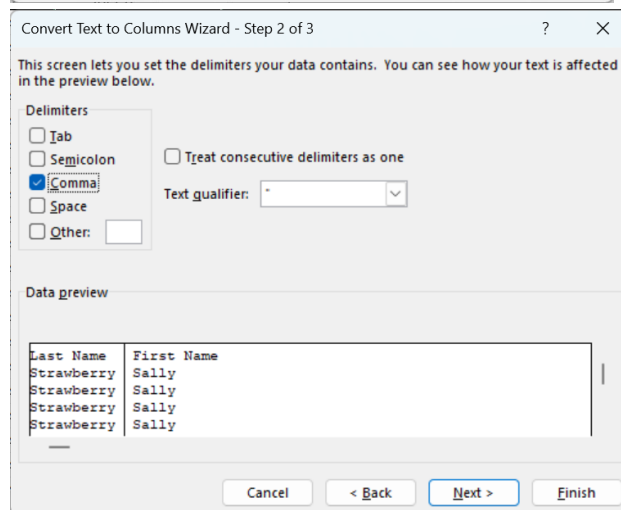 Convert Text to Columns Wizard - Step 2 of 3 ? X
This screen lets you set the delimiters your data contains. You can see how your text is affected
in the preview below.
Delimiters
Tab
Semicolon
Comma
Space
Other:
Treat consecutive delimiters as one
Text qualifier: "
Data preview
Last Name First Name
Strawberry Sally
Strawberry Sally
Strawberry Sally
Strawberry Sally
Cancel < Back Next > Finish